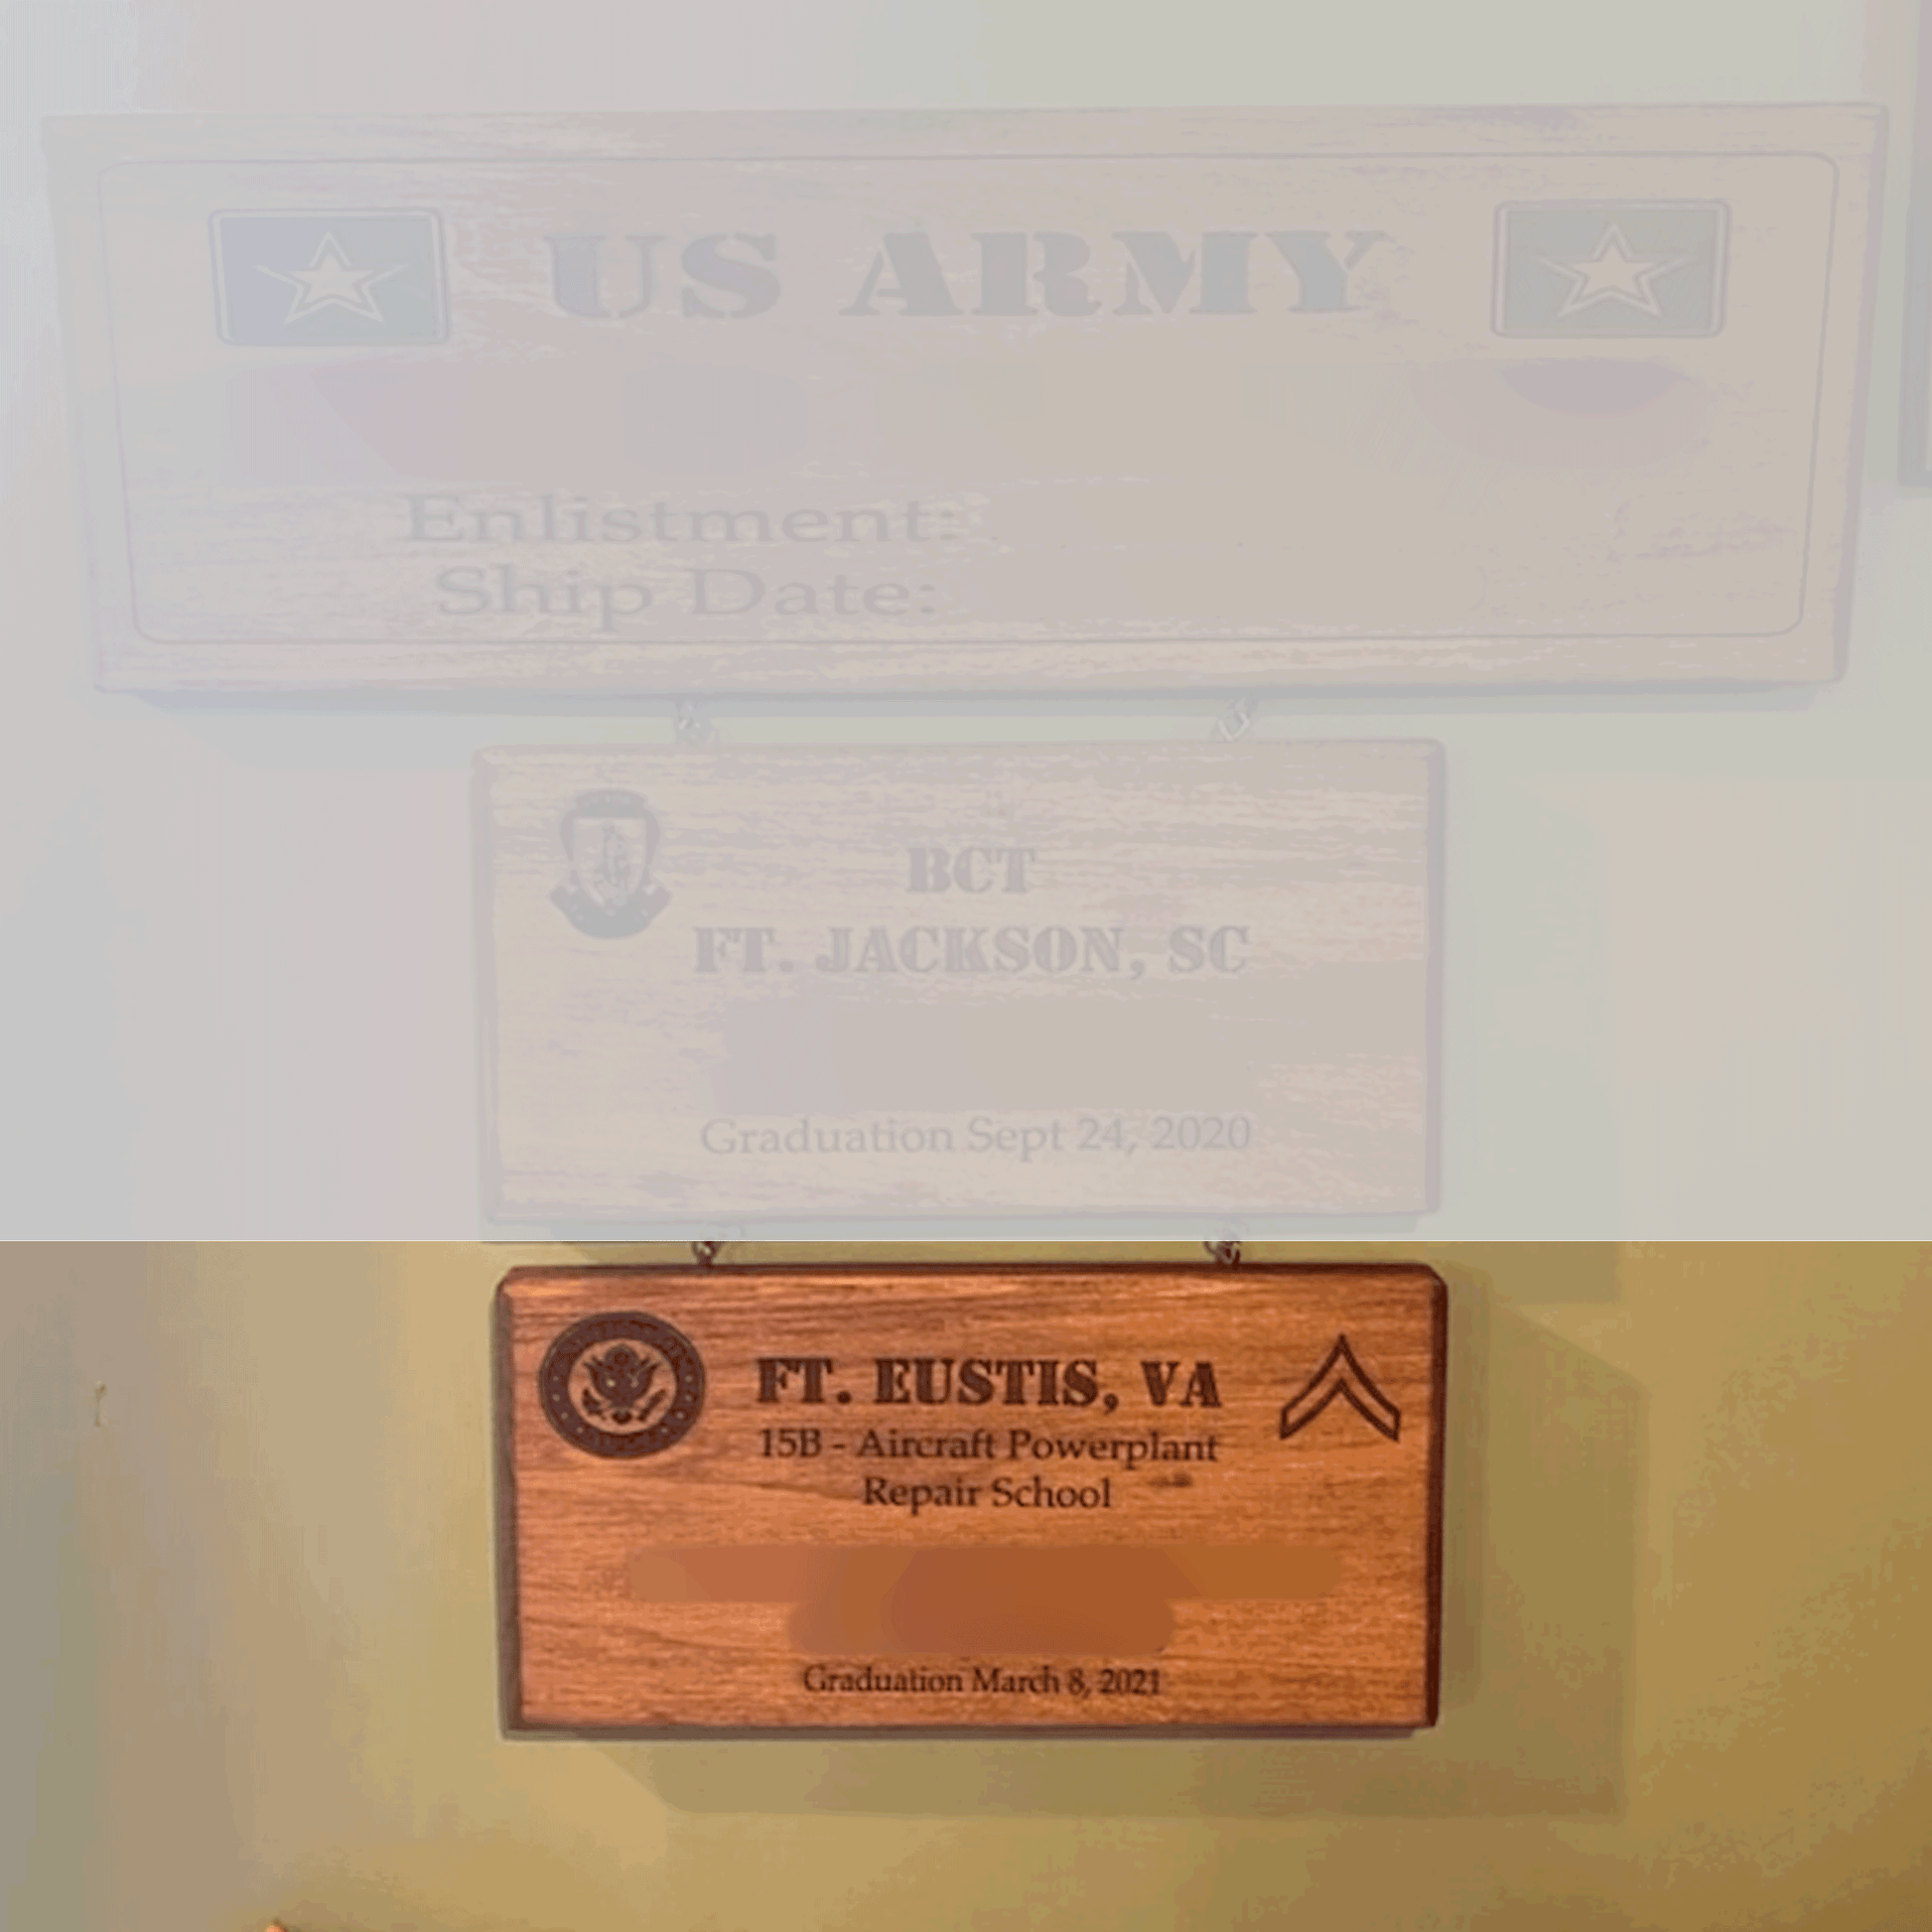 US ARMY
Enlistment:
Ship Date:
BCT
FT. JACKSON, SC
Graduation Sept 24, 2020
FT. EUSTIS, VA
15B - Aircraft Powerplant
Repair School
Graduation March 8, 2021